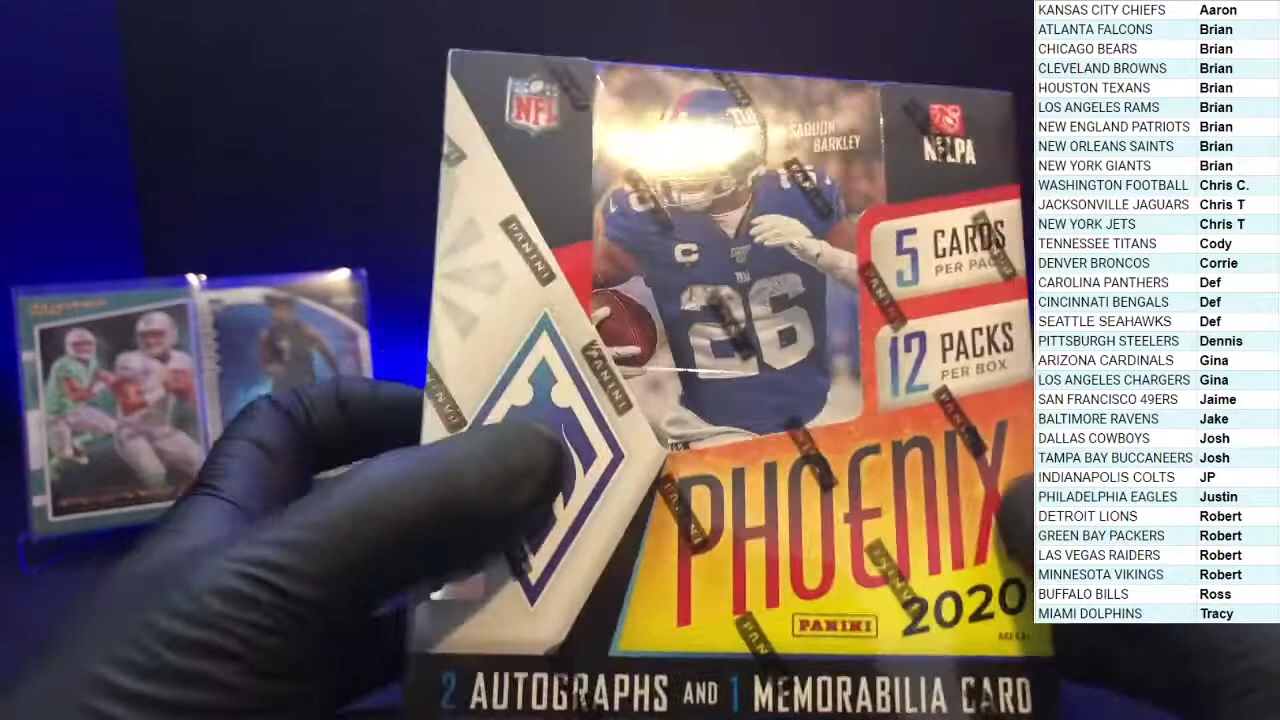 NFL
SAQUON
BARKLEY
NFLPA
5 CARDS
PER PACK
12 PACKS
PER BOX
PANINI
PANINI
PANINI
PANINI
26
PHOENIX
2020
PANINI
2 AUTOGRAPHS AND 1 MEMORABILIA CARD
KANSAS CITY CHIEFS Aaron
ATLANTA FALCONS Brian
CHICAGO BEARS Brian
CLEVELAND BROWNS Brian
HOUSTON TEXANS Brian
LOS ANGELES RAMS Brian
NEW ENGLAND PATRIOTS Brian
NEW ORLEANS SAINTS Brian
NEW YORK GIANTS Brian
WASHINGTON FOOTBALL Chris C.
JACKSONVILLE JAGUARS Chris T
NEW YORK JETS Chris T
TENNESSEE TITANS Cody
DENVER BRONCOS Corrie
CAROLINA PANTHERS Def
CINCINNATI BENGALS Def
SEATTLE SEAHAWKS Def
PITTSBURGH STEELERS Dennis
ARIZONA CARDINALS Gina
LOS ANGELES CHARGERS Gina
SAN FRANCISCO 49ERS Jaime
BALTIMORE RAVENS Jake
DALLAS COWBOYS Josh
TAMPA BAY BUCCANEERS Josh
INDIANAPOLIS COLTS JP
PHILADELPHIA EAGLES Justin
DETROIT LIONS Robert
GREEN BAY PACKERS Robert
LAS VEGAS RAIDERS Robert
MINNESOTA VIKINGS Robert
BUFFALO BILLS Ross
MIAMI DOLPHINS Tracy